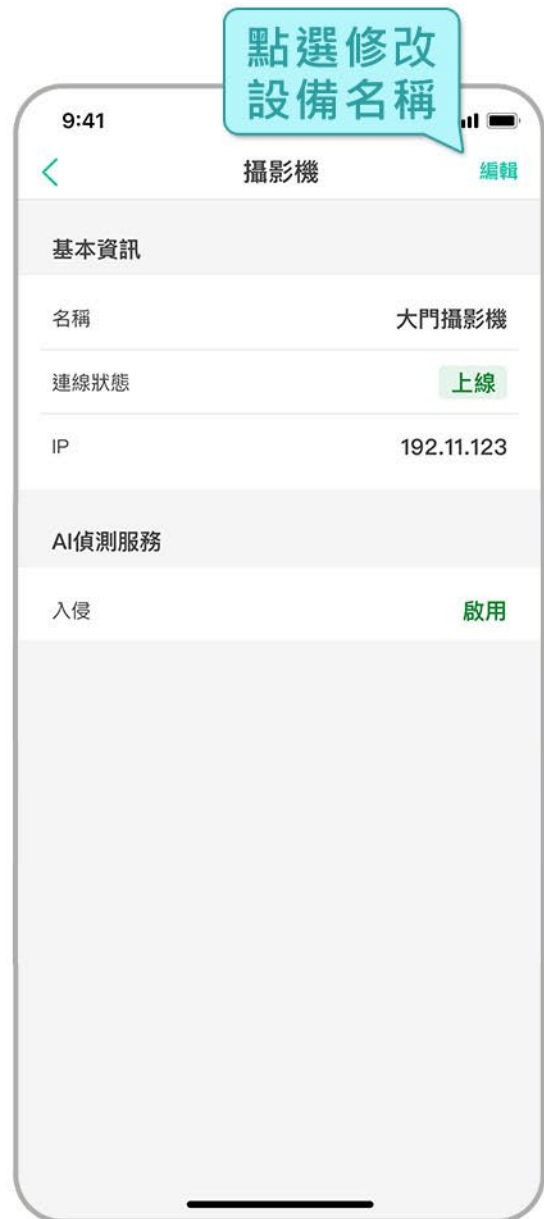 點選修改
設備名稱
9:41
攝影機 編輯
基本資訊
名稱 大門攝影機
連線狀態 上線
IP 192.11.123
AI偵測服務
入侵 啟用